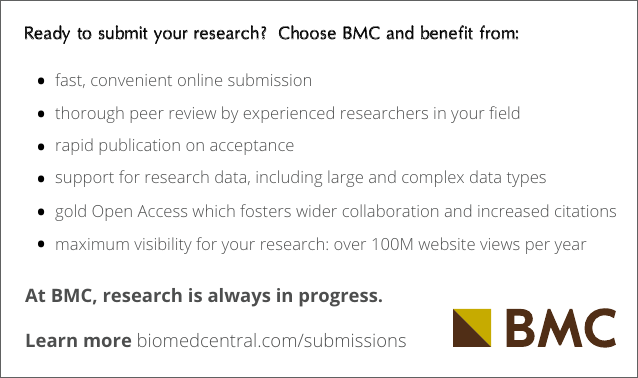 Ready to submit your research? Choose BMC and benefit from:
• fast, convenient online submission
• thorough peer review by experienced researchers in your field
• rapid publication on acceptance
• support for research data, including large and complex data types
• gold Open Access which fosters wider collaboration and increased citations
• maximum visibility for your research: over 100M website views per year
At BMC, research is always in progress.
Learn more biomedcentral.com/submissions
BMC